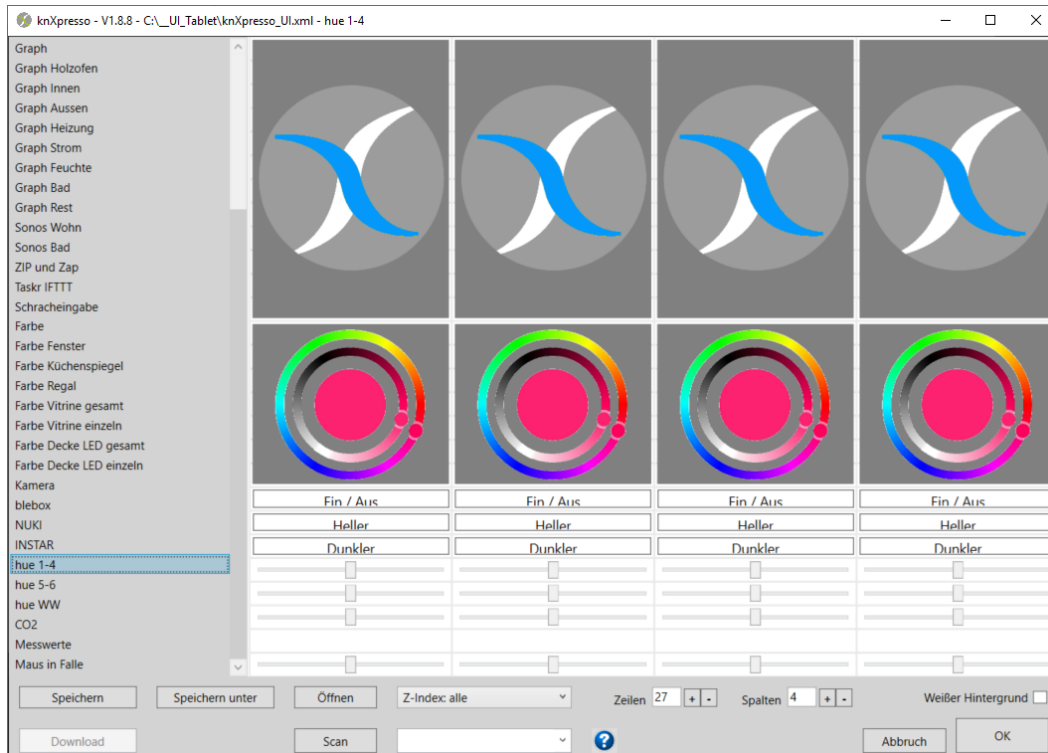 knXpresso - V1.8.8 - C:\__UI_Tablet\knXpresso_UI.xml - hue 1-4
Graph
Graph Holzofen
Graph Innen
Graph Aussen
Graph Heizung
Graph Strom
Graph Feuchte
Graph Bad
Graph Rest
Sonos Wohn
Sonos Bad
ZIP und Zap
Taskr IFTTT
Schracheingabe
Farbe
Farbe Fenster
Farbe Küchenspiegel
Farbe Regal
Farbe Vitrine gesamt
Farbe Vitrine einzeln
Farbe Decke LED gesamt
Farbe Decke LED einzeln
Kamera
blebox
NUKI
INSTAR
hue 1-4
hue 5-6
hue WW
CO2
Messwerte
Maus in Falle
Ein / Aus Ein / Aus Ein / Aus Ein / Aus
Heller Heller Heller Heller
Dunkler Dunkler Dunkler Dunkler
Speichern Speichern unter Öffnen Z-Index: alle Zeilen 27 + - Spalten 4 + - Weißer Hintergrund
Download Scan ? Abbruch OK